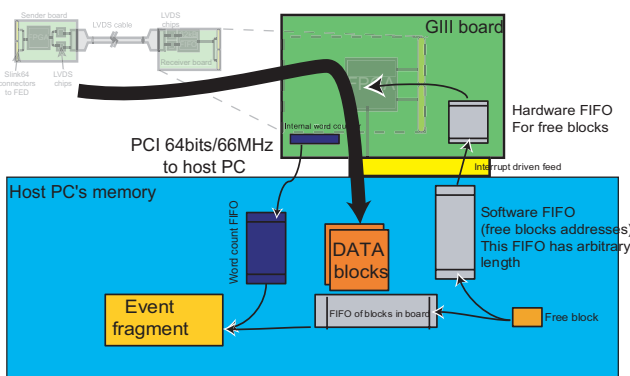 Sender board
LVDS cable
LVDS
chips
Receiver board
Slink64
connectors
to FED
LVDS
chips
GIII board
FPGA
Internal word counter
Hardware FIFO
For free blocks
PCI 64bits/66MHz
to host PC
Interrupt driven feed
Host PC's memory
Word count FIFO
DATA
blocks
Software FIFO
(free blocks addresses)
This FIFO has arbitrary
length
Event
fragment
FIFO of blocks in board
Free block